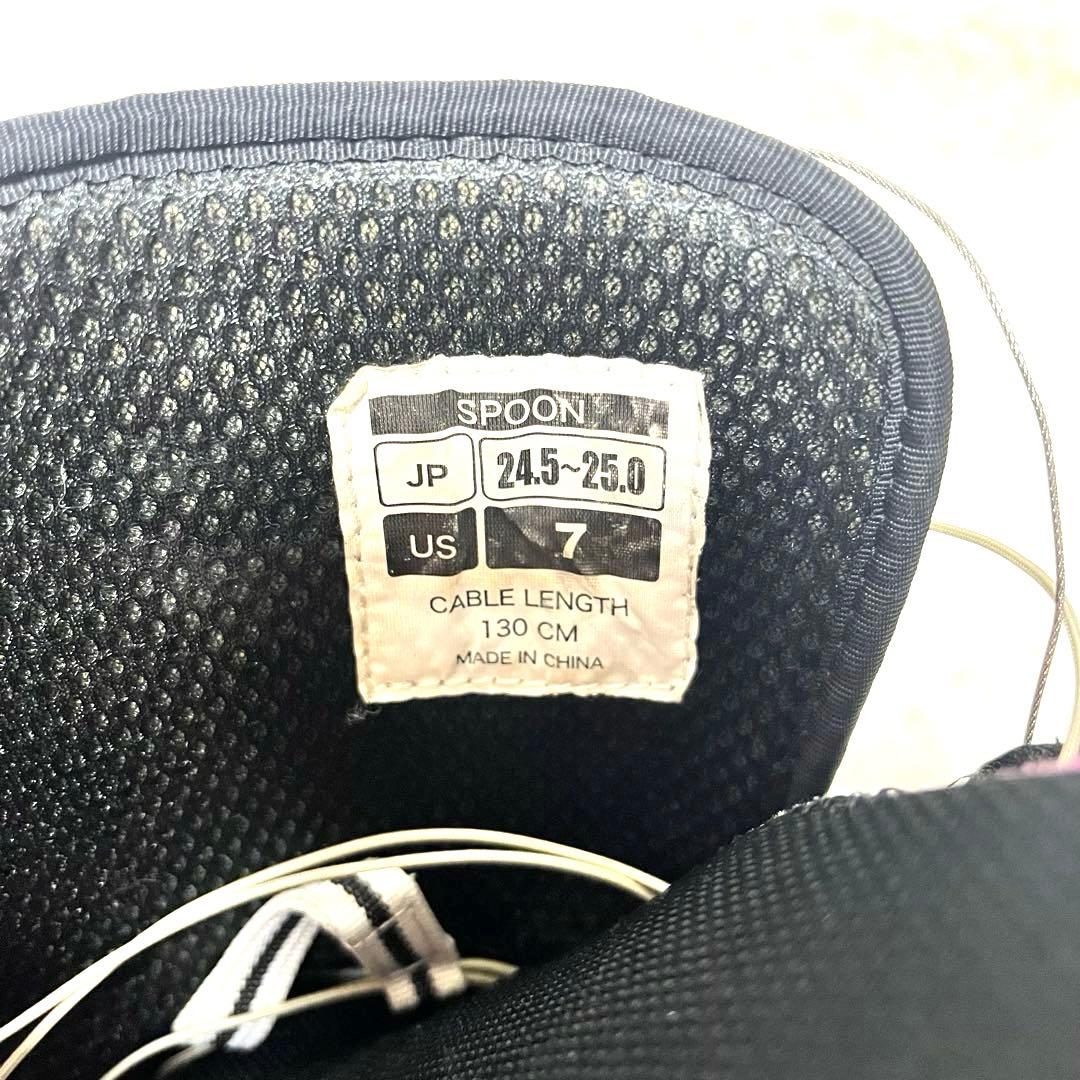 SPOON
JP 24.5~25.0
US 7
CABLE LENGTH
130 CM
MADE IN CHINA